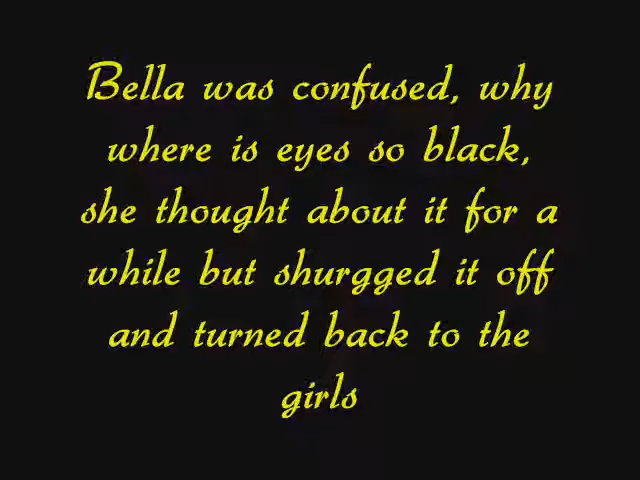 Bella was confused, why
where is eyes so black,
she thought about it for a
while but shurgged it off
and turned back to the
girls